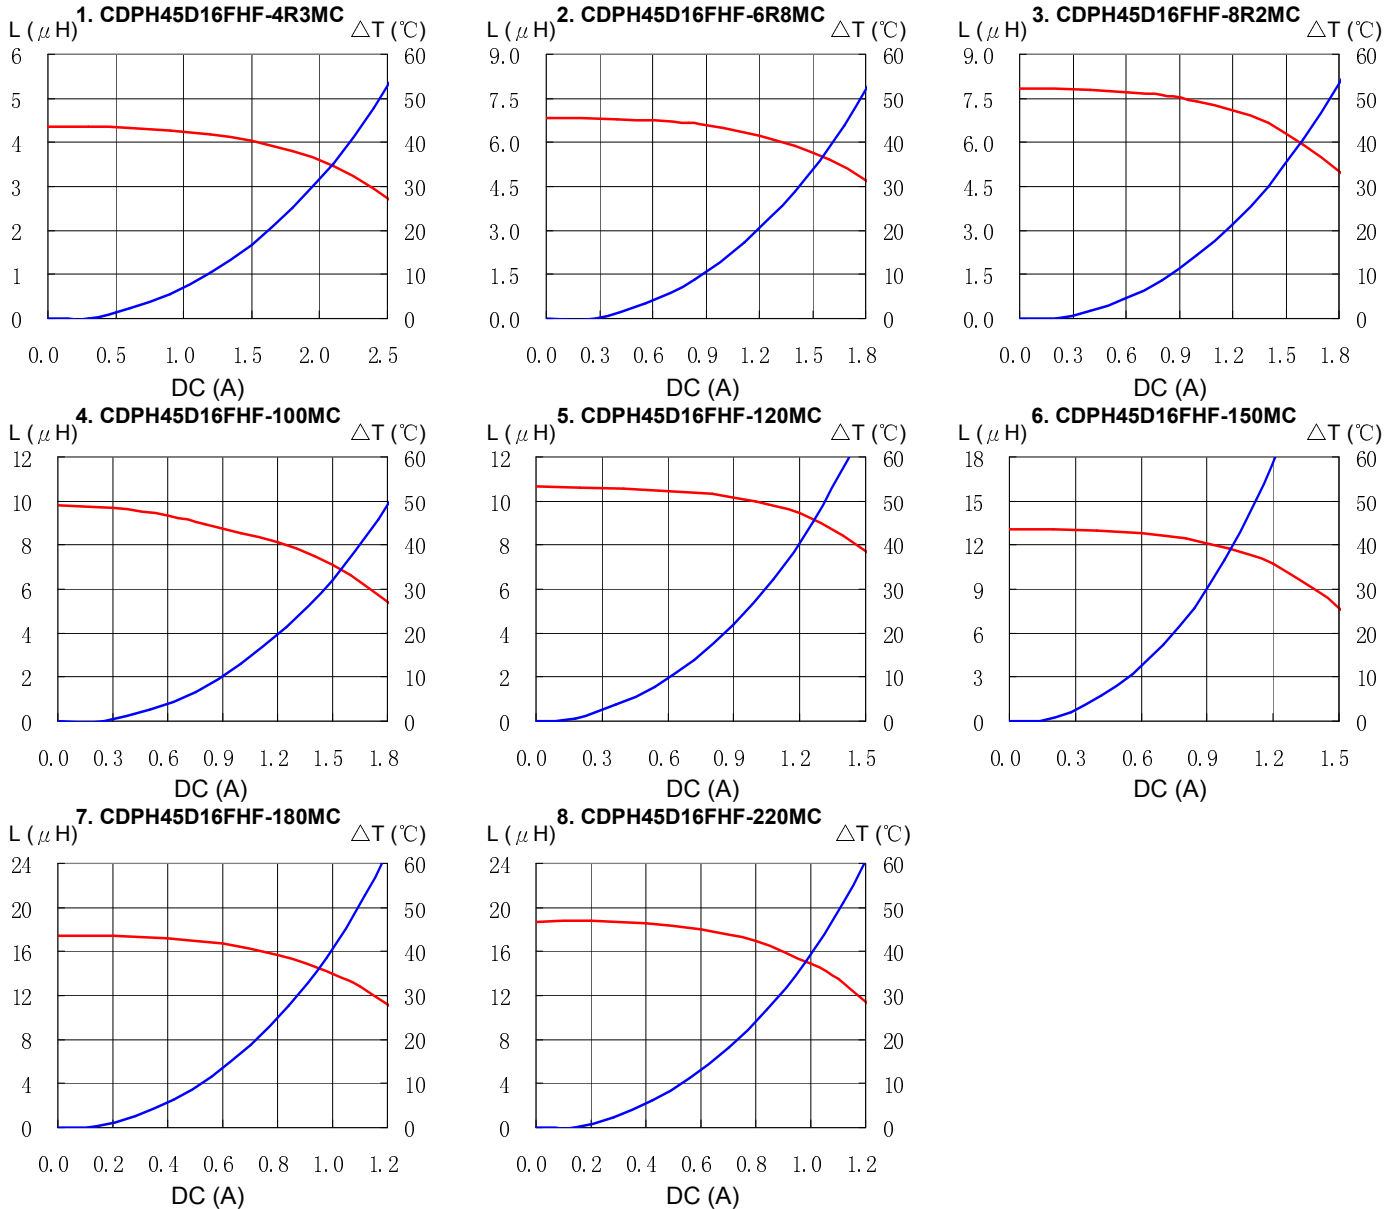 1. CDPH45D16FHF-4R3MC
L (μH) △T (℃)
6 60
5 50
4 40
3 30
2 20
1 10
0 0
0.0 0.5 1.0 1.5 2.0 2.5
DC (A)
2. CDPH45D16FHF-6R8MC
L (μH) △T (℃)
9.0 60
7.5 50
6.0 40
4.5 30
3.0 20
1.5 10
0.0 0
0.0 0.3 0.6 0.9 1.2 1.5 1.8
DC (A)
3. CDPH45D16FHF-8R2MC
L (μH) △T (℃)
9.0 60
7.5 50
6.0 40
4.5 30
3.0 20
1.5 10
0.0 0
0.0 0.3 0.6 0.9 1.2 1.5 1.8
DC (A)
4. CDPH45D16FHF-100MC
L (μH) △T (℃)
12 60
10 50
8 40
6 30
4 20
2 10
0 0
0.0 0.3 0.6 0.9 1.2 1.5 1.8
DC (A)
5. CDPH45D16FHF-120MC
L (μH) △T (℃)
12 60
10 50
8 40
6 30
4 20
2 10
0 0
0.0 0.3 0.6 0.9 1.2 1.5
DC (A)
6. CDPH45D16FHF-150MC
L (μH) △T (℃)
18 60
15 50
12 40
9 30
6 20
3 10
0 0
0.0 0.3 0.6 0.9 1.2 1.5
DC (A)
7. CDPH45D16FHF-180MC
L (μH) △T (℃)
24 60
20 50
16 40
12 30
8 20
4 10
0 0
0.0 0.2 0.4 0.6 0.8 1.0 1.2
DC (A)
8. CDPH45D16FHF-220MC
L (μH) △T (℃)
24 60
20 50
16 40
12 30
8 20
4 10
0 0
0.0 0.2 0.4 0.6 0.8 1.0 1.2
DC (A)